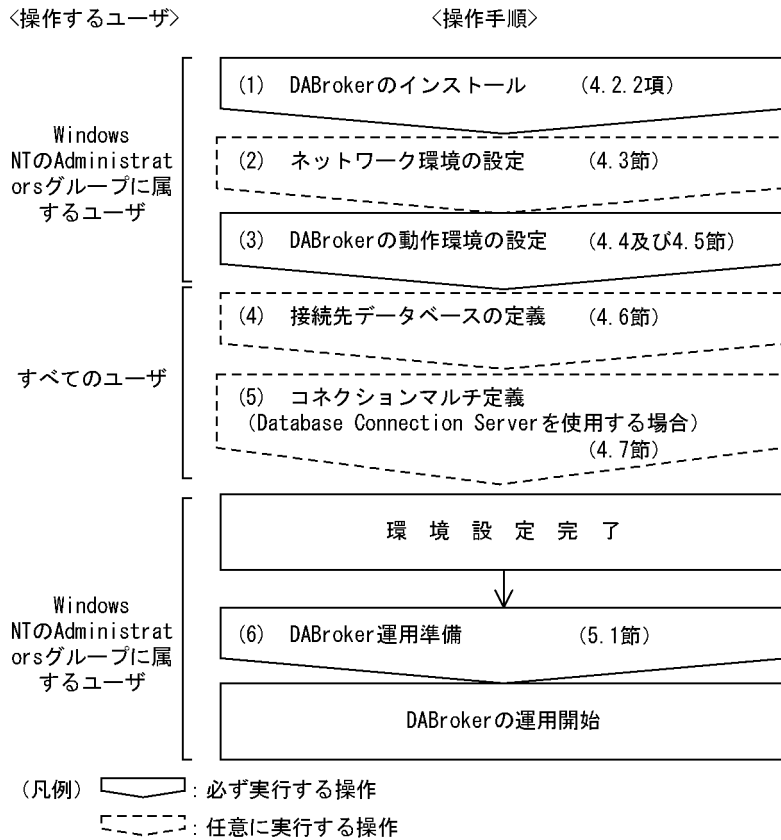 <操作するユーザ>
<操作手順>
Windows
NTのAdministrat
orsグループに属
するユーザ
(1) DABrokerのインストール (4.2.2項)
(2) ネットワーク環境の設定 (4.3節)
(3) DABrokerの動作環境の設定 (4.4及び4.5節)
すべてのユーザ
(4) 接続先データベースの定義 (4.6節)
(5) コネクションマルチ定義
(Database Connection Serverを使用する場合)
(4.7節)
Windows
NTのAdministrat
orsグループに属
するユーザ
環 境 設 定 完 了
(6) DABroker運用準備 (5.1節)
DABrokerの運用開始
(凡例) : 必ず実行する操作
: 任意に実行する操作